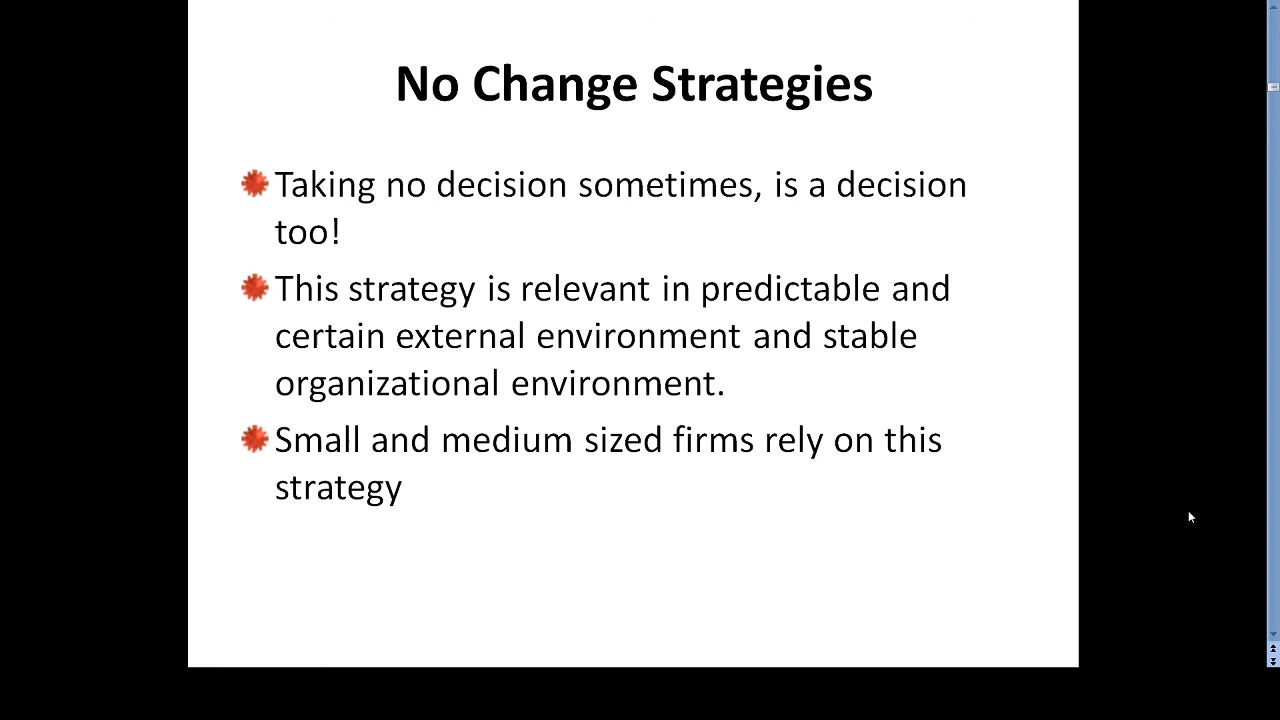 No Change Strategies
Taking no decision sometimes, is a decision
too!
This strategy is relevant in predictable and
certain external environment and stable
organizational environment.
Small and medium sized firms rely on this
strategy